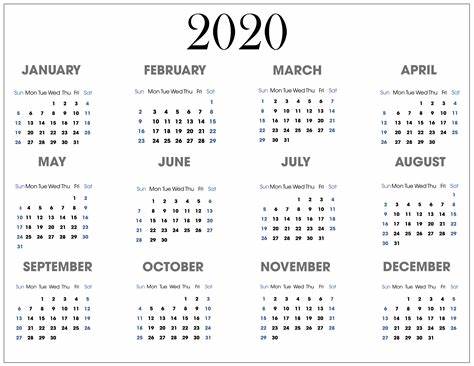 2020
JANUARY
Sun Mon Tue Wed Thu Fri Sat
1 2 3 4
5 6 7 8 9 10 11
12 13 14 15 16 17 18
19 20 21 22 23 24 25
26 27 28 29 30 31
FEBRUARY
Sun Mon Tue Wed Thu Fri Sat
1
2 3 4 5 6 7 8
9 10 11 12 13 14 15
16 17 18 19 20 21 22
23 24 25 26 27 28 29
MARCH
Sun Mon Tue Wed Thu Fri Sat
1 2 3 4 5 6 7
8 9 10 11 12 13 14
15 16 17 18 19 20 21
22 23 24 25 26 27 28
29 30 31
APRIL
Sun Mon Tue Wed Thu Fri Sat
1 2 3 4
5 6 7 8 9 10 11
12 13 14 15 16 17 18
19 20 21 22 23 24 25
26 27 28 29 30
MAY
Sun Mon Tue Wed Thu Fri Sat
1 2
3 4 5 6 7 8 9
10 11 12 13 14 15 16
17 18 19 20 21 22 23
24 25 26 27 28 29 30
31
JUNE
Sun Mon Tue Wed Thu Fri Sat
1 2 3 4 5 6
7 8 9 10 11 12 13
14 15 16 17 18 19 20
21 22 23 24 25 26 27
28 29 30
JULY
Sun Mon Tue Wed Thu Fri Sat
1 2 3 4
5 6 7 8 9 10 11
12 13 14 15 16 17 18
19 20 21 22 23 24 25
26 27 28 29 30 31
AUGUST
Sun Mon Tue Wed Thu Fri Sat
1
2 3 4 5 6 7 8
9 10 11 12 13 14 15
16 17 18 19 20 21 22
23 24 25 26 27 28 29
30 31
SEPTEMBER
Sun Mon Tue Wed Thu Fri Sat
1 2 3 4 5
6 7 8 9 10 11 12
13 14 15 16 17 18 19
20 21 22 23 24 25 26
27 28 29 30
OCTOBER
Sun Mon Tue Wed Thu Fri Sat
1 2 3
4 5 6 7 8 9 10
11 12 13 14 15 16 17
18 19 20 21 22 23 24
25 26 27 28 29 30 31
NOVEMBER
Sun Mon Tue Wed Thu Fri Sat
1 2 3 4 5 6 7
8 9 10 11 12 13 14
15 16 17 18 19 20 21
22 23 24 25 26 27 28
29 30
DECEMBER
Sun Mon Tue Wed Thu Fri Sat
1 2 3 4 5
6 7 8 9 10 11 12
13 14 15 16 17 18 19
20 21 22 23 24 25 26
27 28 29 30 31